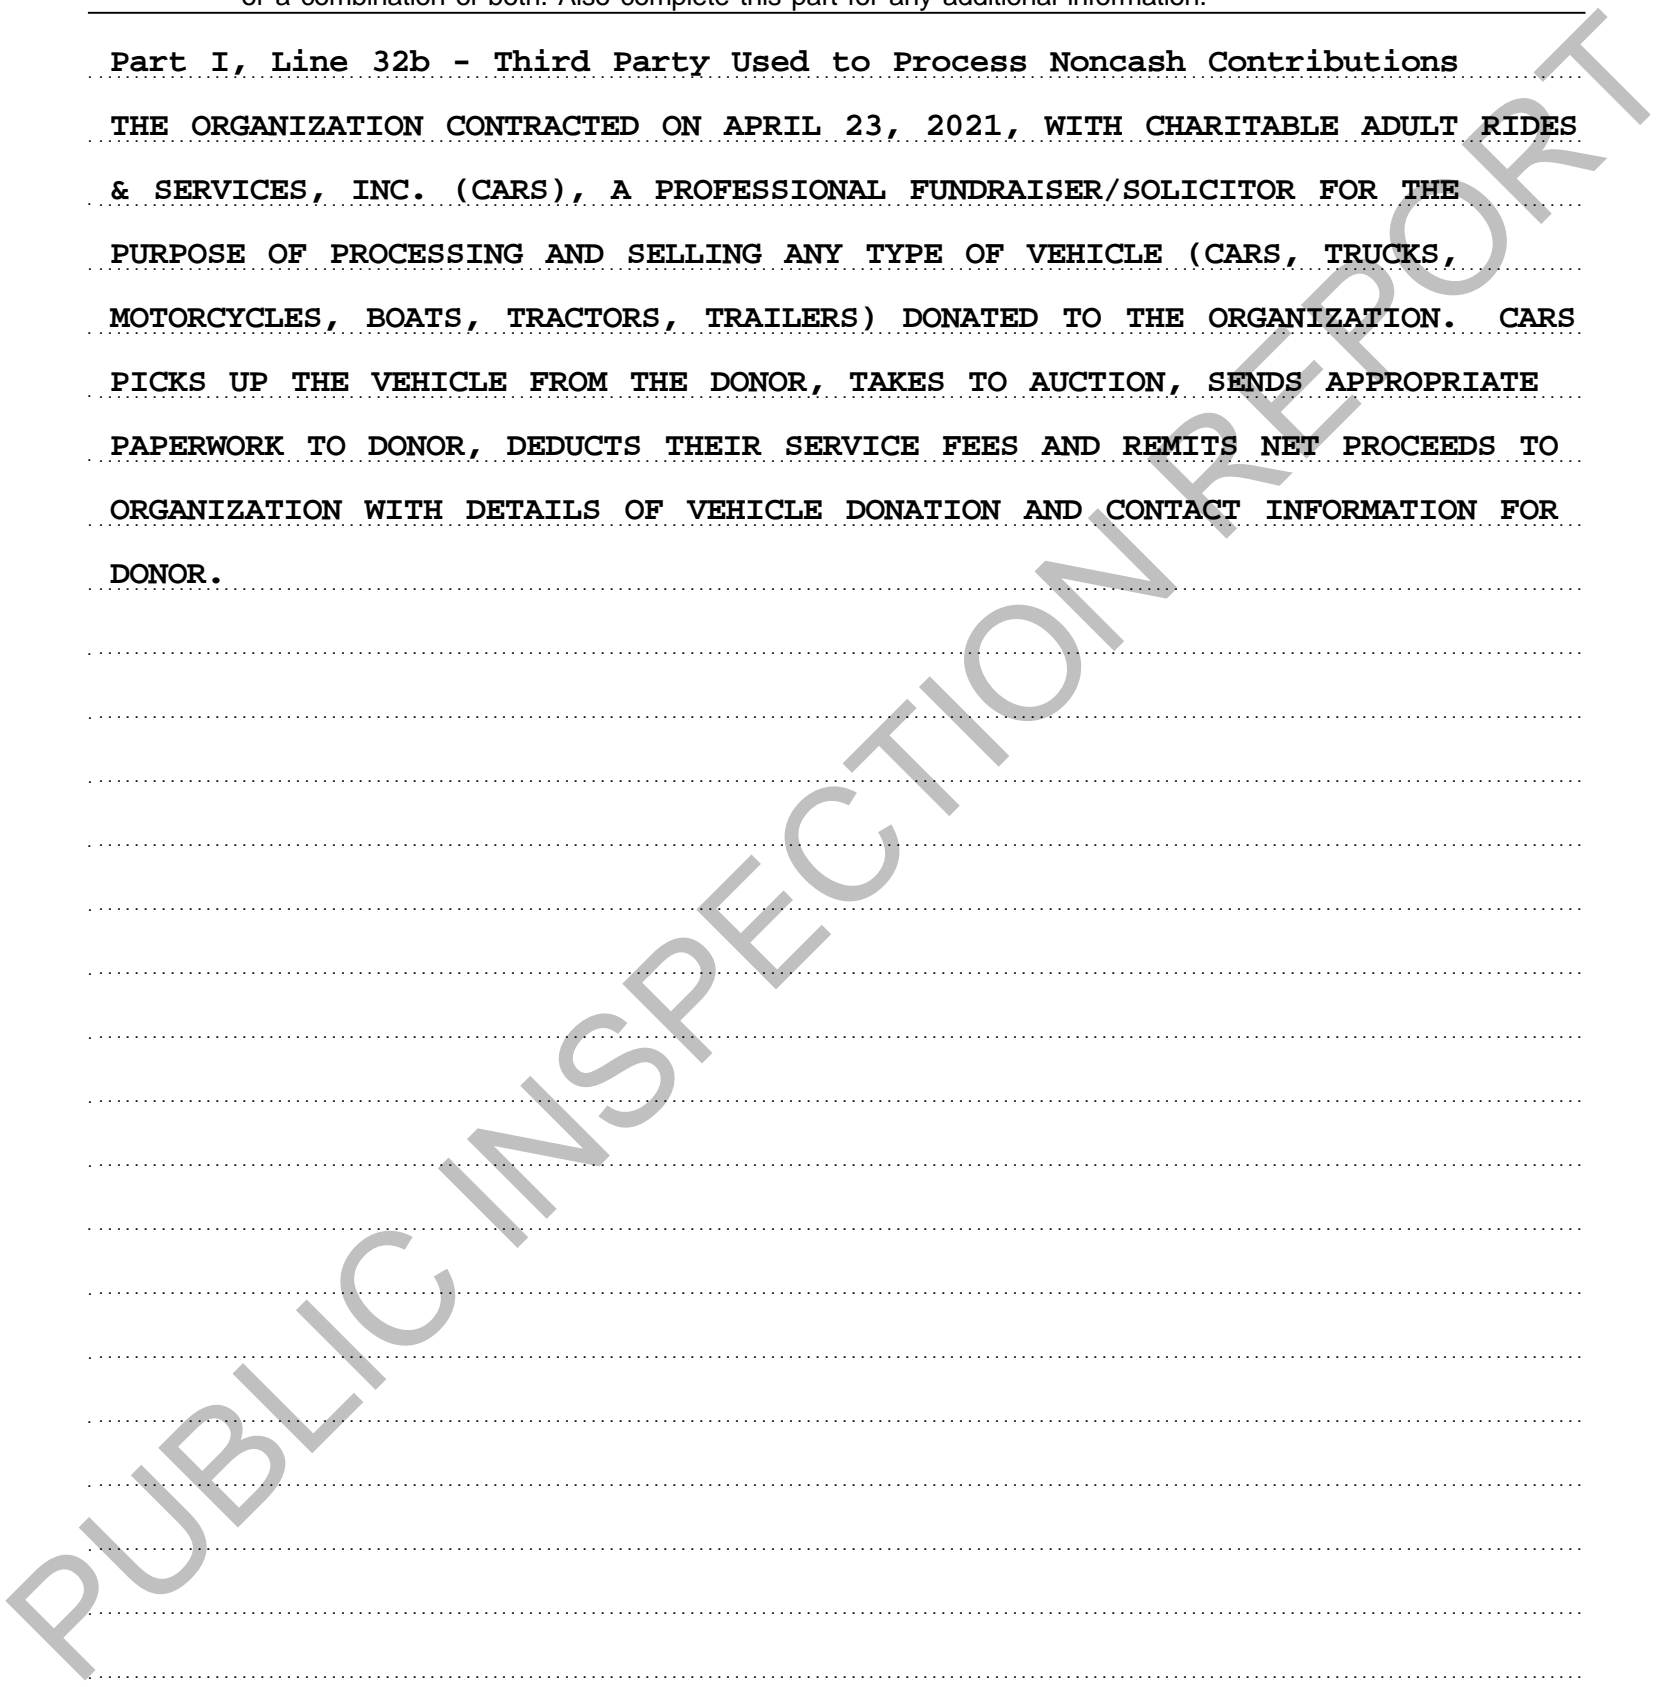 or a combination of both. Also complete this part for any additional information.
Part I, Line 32b - Third Party Used to Process Noncash Contributions
THE ORGANIZATION CONTRACTED ON APRIL 23, 2021, WITH CHARITABLE ADULT RIDES
& SERVICES, INC. (CARS), A PROFESSIONAL FUNDRAISER/SOLICITOR FOR THE
PURPOSE OF PROCESSING AND SELLING ANY TYPE OF VEHICLE (CARS, TRUCKS,
MOTORCYCLES, BOATS, TRACTORS, TRAILERS) DONATED TO THE ORGANIZATION. CARS
PICKS UP THE VEHICLE FROM THE DONOR, TAKES TO AUCTION, SENDS APPROPRIATE
PAPERWORK TO DONOR, DEDUCTS THEIR SERVICE FEES AND REMITS NET PROCEEDS TO
ORGANIZATION WITH DETAILS OF VEHICLE DONATION AND CONTACT INFORMATION FOR
DONOR.
PUBLIC INSPECTION REPORT